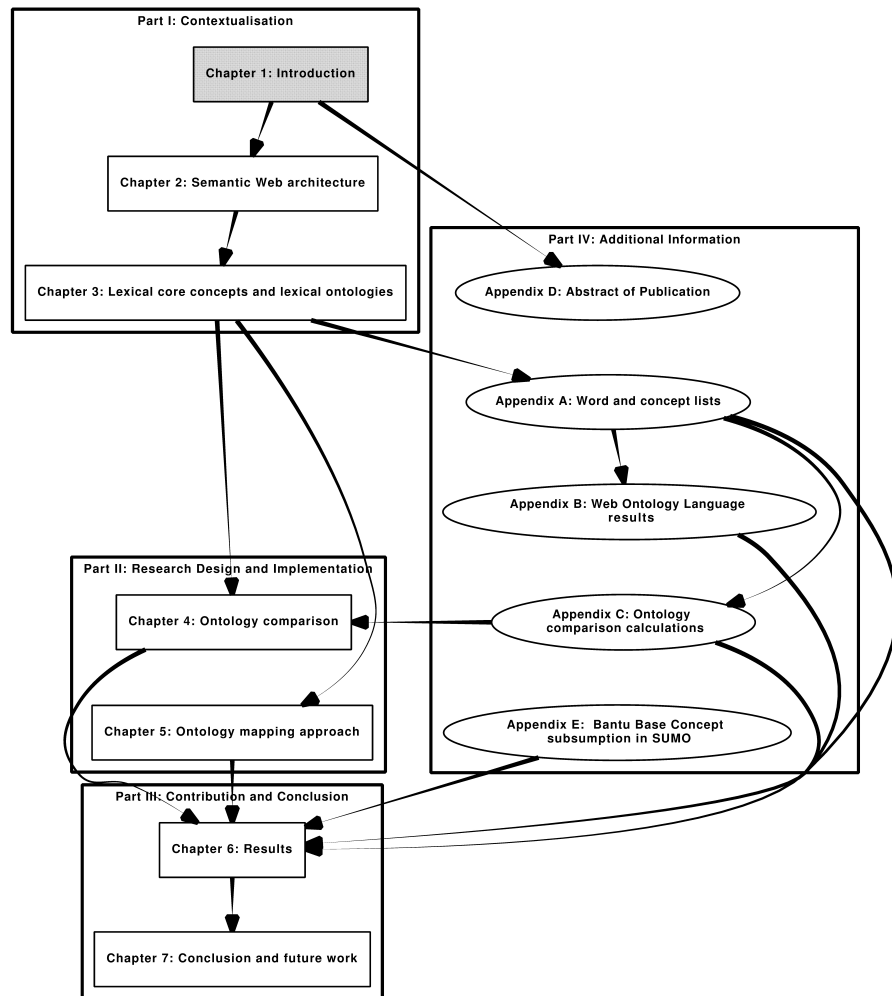 Part I: Contextualisation
Chapter 1: Introduction
Chapter 2: Semantic Web architecture
Chapter 3: Lexical core concepts and lexical ontologies
Part IV: Additional Information
Appendix D: Abstract of Publication
Appendix A: Word and concept lists
Appendix B: Web Ontology Language
results
Part II: Research Design and Implementation
Chapter 4: Ontology comparison
Appendix C: Ontology
comparison calculations
Chapter 5: Ontology mapping approach
Appendix E: Bantu Base Concept
subsumption in SUMO
Part III: Contribution and Conclusion
Chapter 6: Results
Chapter 7: Conclusion and future work